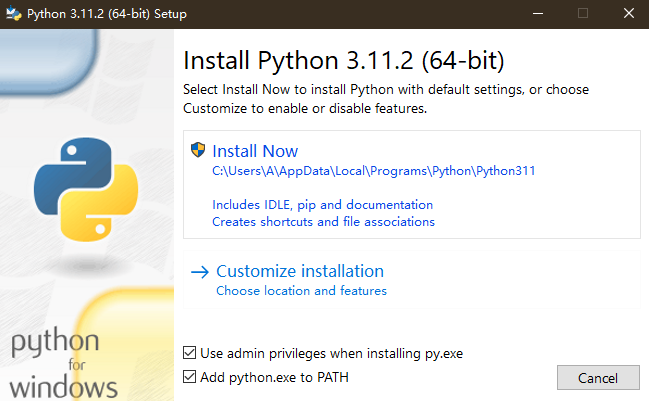 Python 3.11.2 (64-bit) Setup
Install Python 3.11.2 (64-bit)
Select Install Now to install Python with default settings, or choose
Customize to enable or disable features.
Install Now
C:\Users\A\AppData\Local\Programs\Python\Python311
Includes IDLE, pip and documentation
Creates shortcuts and file associations
Customize installation
Choose location and features
Use admin privileges when installing py.exe
Add python.exe to PATH
Cancel
python
for
windows